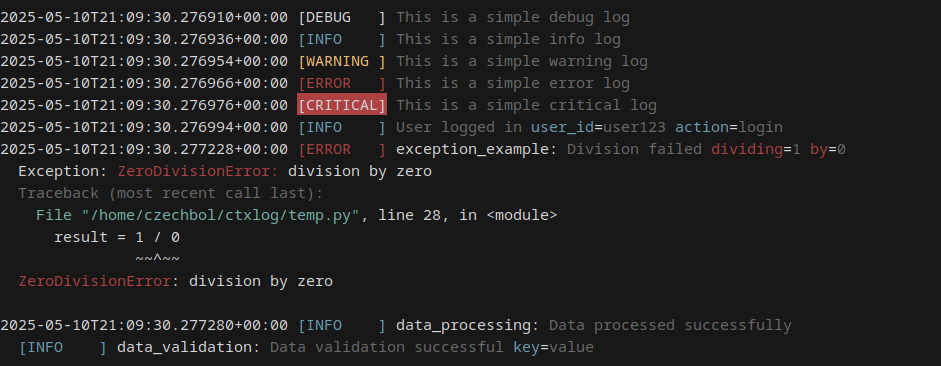 2025-05-10T21:09:30.276910+00:00 [DEBUG   ] This is a simple debug log
2025-05-10T21:09:30.276936+00:00 [INFO    ] This is a simple info log
2025-05-10T21:09:30.276954+00:00 [WARNING ] This is a simple warning log
2025-05-10T21:09:30.276966+00:00 [ERROR   ] This is a simple error log
2025-05-10T21:09:30.276976+00:00 [CRITICAL] This is a simple critical log
2025-05-10T21:09:30.276994+00:00 [INFO    ] User logged in user_id=user123 action=login
2025-05-10T21:09:30.277228+00:00 [ERROR   ] exception_example: Division failed dividing=1 by=0
  Exception: ZeroDivisionError: division by zero
  Traceback (most recent call last):
    File "/home/czechbol/ctxlog/temp.py", line 28, in <module>
      result = 1 / 0
               ~~^~~
  ZeroDivisionError: division by zero

2025-05-10T21:09:30.277280+00:00 [INFO    ] data_processing: Data processed successfully
  [INFO    ] data_validation: Data validation successful key=value